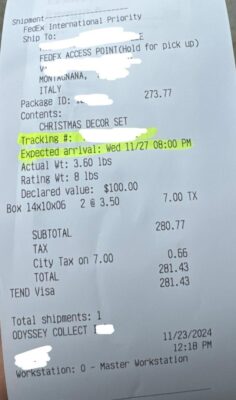 Shipment
FedEx International Priority
Ship To:
FEDEX ACCESS POINT(Hold for pick up)
MONTAGNANA,
ITALY
Package ID: 273.77
Contents:
CHRISTMAS DECOR SET
Tracking #:
Expected arrival: Wed 11/27 08:00 PM
Actual Wt: 3.60 lbs
Rating Wt: 8 lbs
Declared value: $100.00
Box 14x10x06 2 @ 3.50 7.00 TX
SUBTOTAL 280.77
TAX
City Tax on 7.00 0.66
TOTAL 281.43
TEND Visa 281.43
Total shipments: 1
ODYSSEY COLLECT
11/23/2024
12:18 PM
Workstation: 0 - Master Workstation